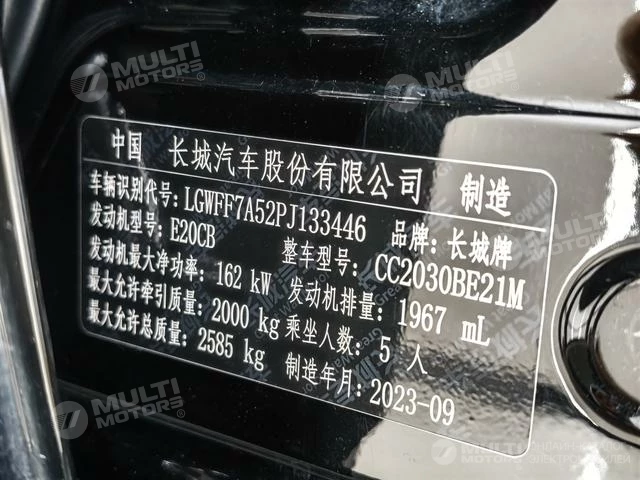 MULTI MOTORS®
MULTI MOTORS®
中国 长城汽车股份有限公司 制造
车辆识别代号: LGWFF7A52PJ133446 品牌: 长城牌
发动机型号: E20CB 整车型号: CC2030BE21M
发动机最大净功率: 162 kW 发动机排量: 1967 mL
最大允许牵引质量: 2000 kg 乘坐人数: 5 人
最大允许总质量: 2585 kg 制造年月: 2023-09
MULTI MOTORS®
MULTI MOTORS®